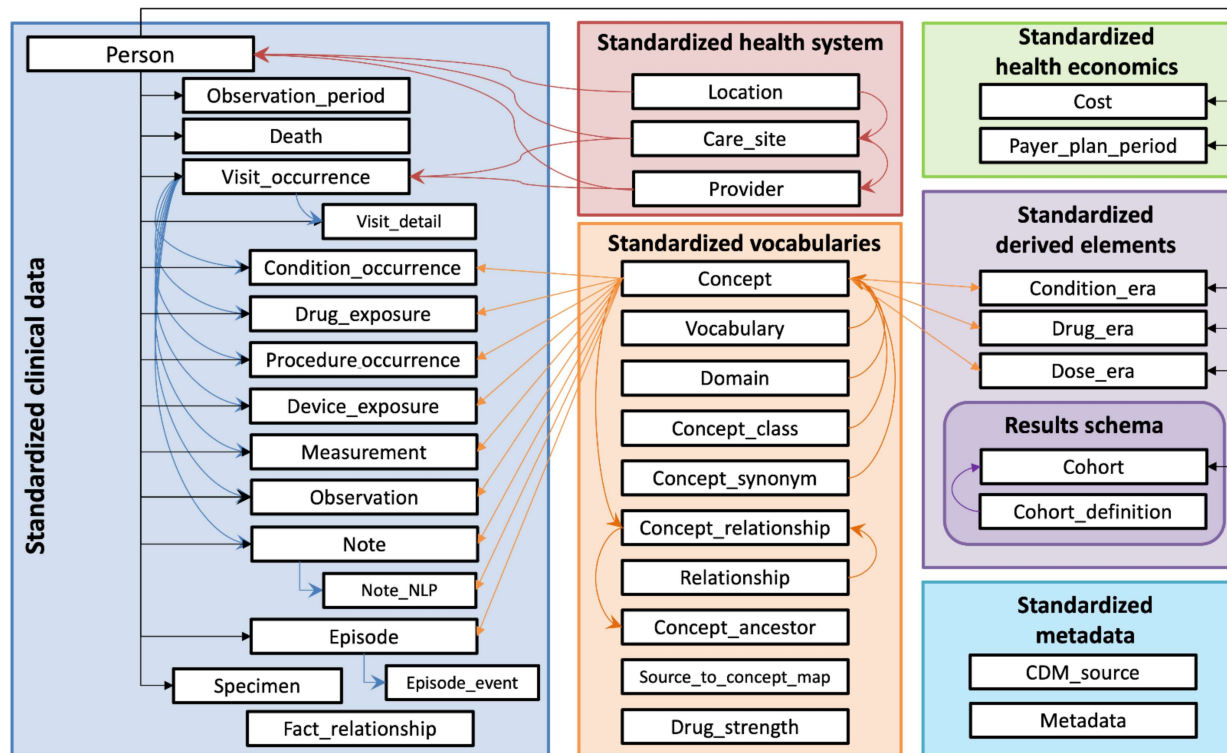 Standardized clinical data
Person
Observation_period
Death
Visit_occurrence
Visit_detail
Condition_occurrence
Drug_exposure
Procedure_occurrence
Device_exposure
Measurement
Observation
Note
Note_NLP
Episode
Specimen
Episode_event
Fact_relationship
Standardized health system
Location
Care_site
Provider
Standardized vocabularies
Concept
Vocabulary
Domain
Concept_class
Concept_synonym
Concept_relationship
Relationship
Concept_ancestor
Source_to_concept_map
Drug_strength
Standardized
health economics
Cost
Payer_plan_period
Standardized
derived elements
Condition_era
Drug_era
Dose_era
Results schema
Cohort
Cohort_definition
Standardized
metadata
CDM_source
Metadata